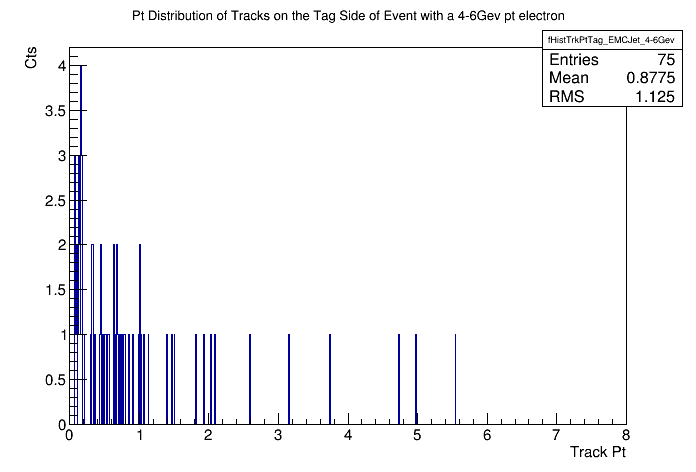 Pt Distribution of Tracks on the Tag Side of Event with a 4-6Gev pt electron
fHistTrkPtTag_EMCJet_4-6Gev
Entries 75
Mean 0.8775
RMS 1.125
Cts
4
3.5
3
2.5
2
1.5
1
0.5
0
0 1 2 3 4 5 6 7 8
Track Pt